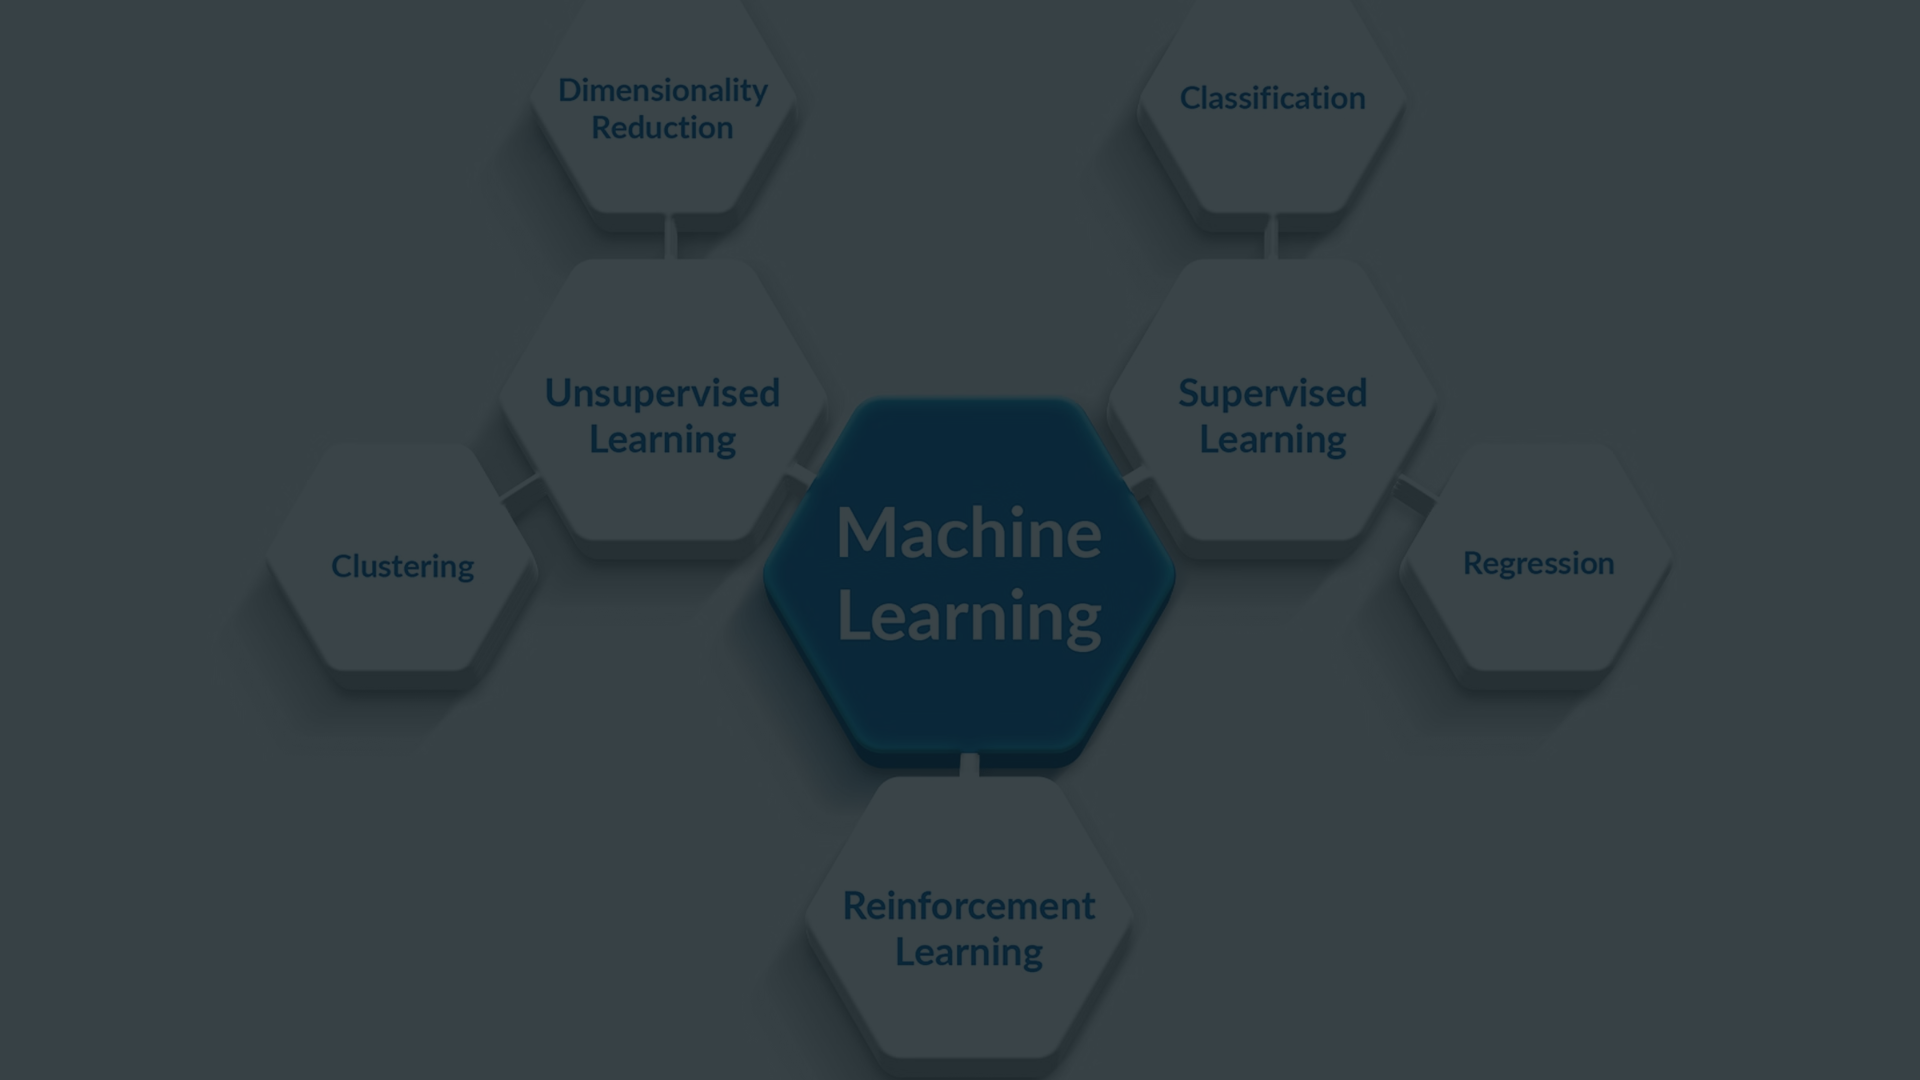 Dimensionality
Reduction
Classification
Unsupervised
Learning
Supervised
Learning
Clustering
Machine
Learning
Regression
Reinforcement
Learning